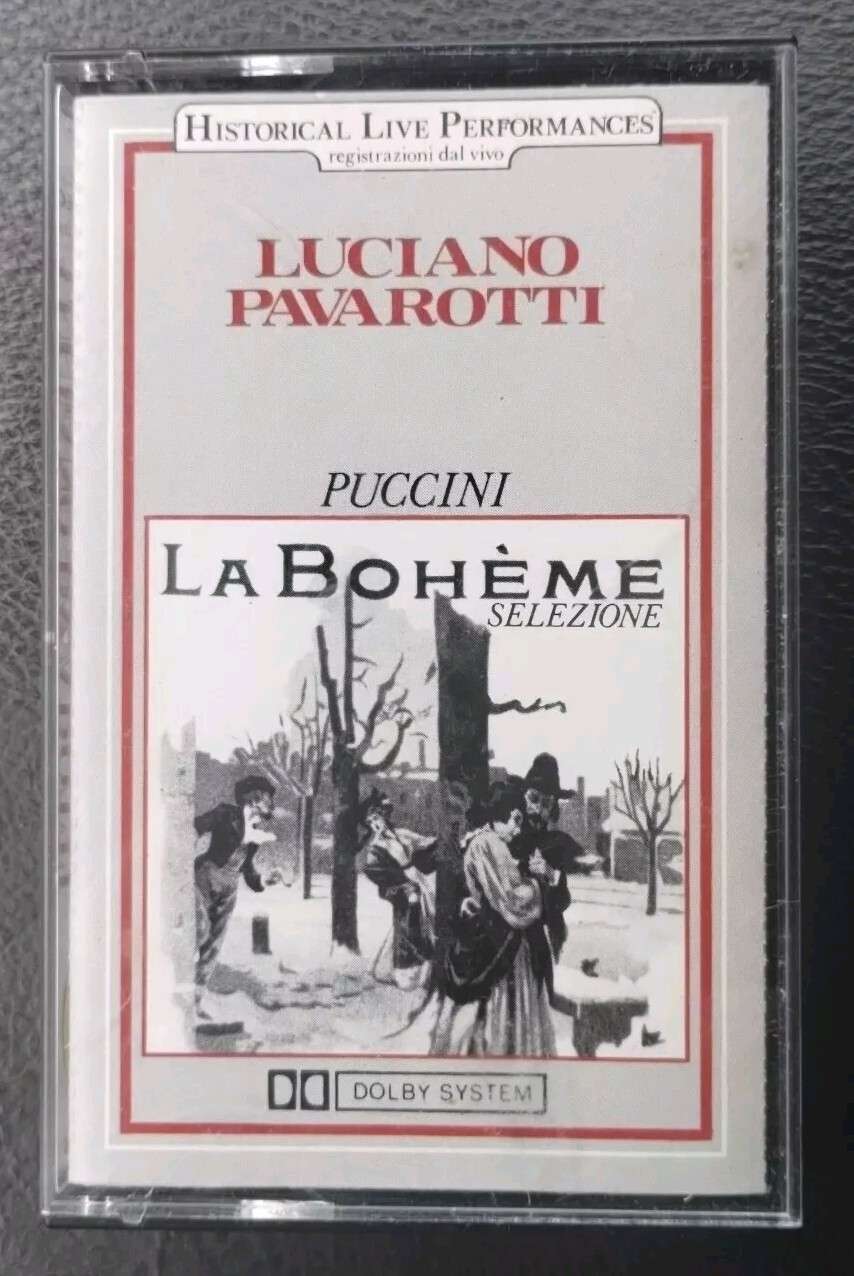 HISTORICAL LIVE PERFORMANCES
registrazioni dal vivo
LUCIANO
PAVAROTTI
PUCCINI
LA BOHÈME
SELEZIONE
DOLBY SYSTEM